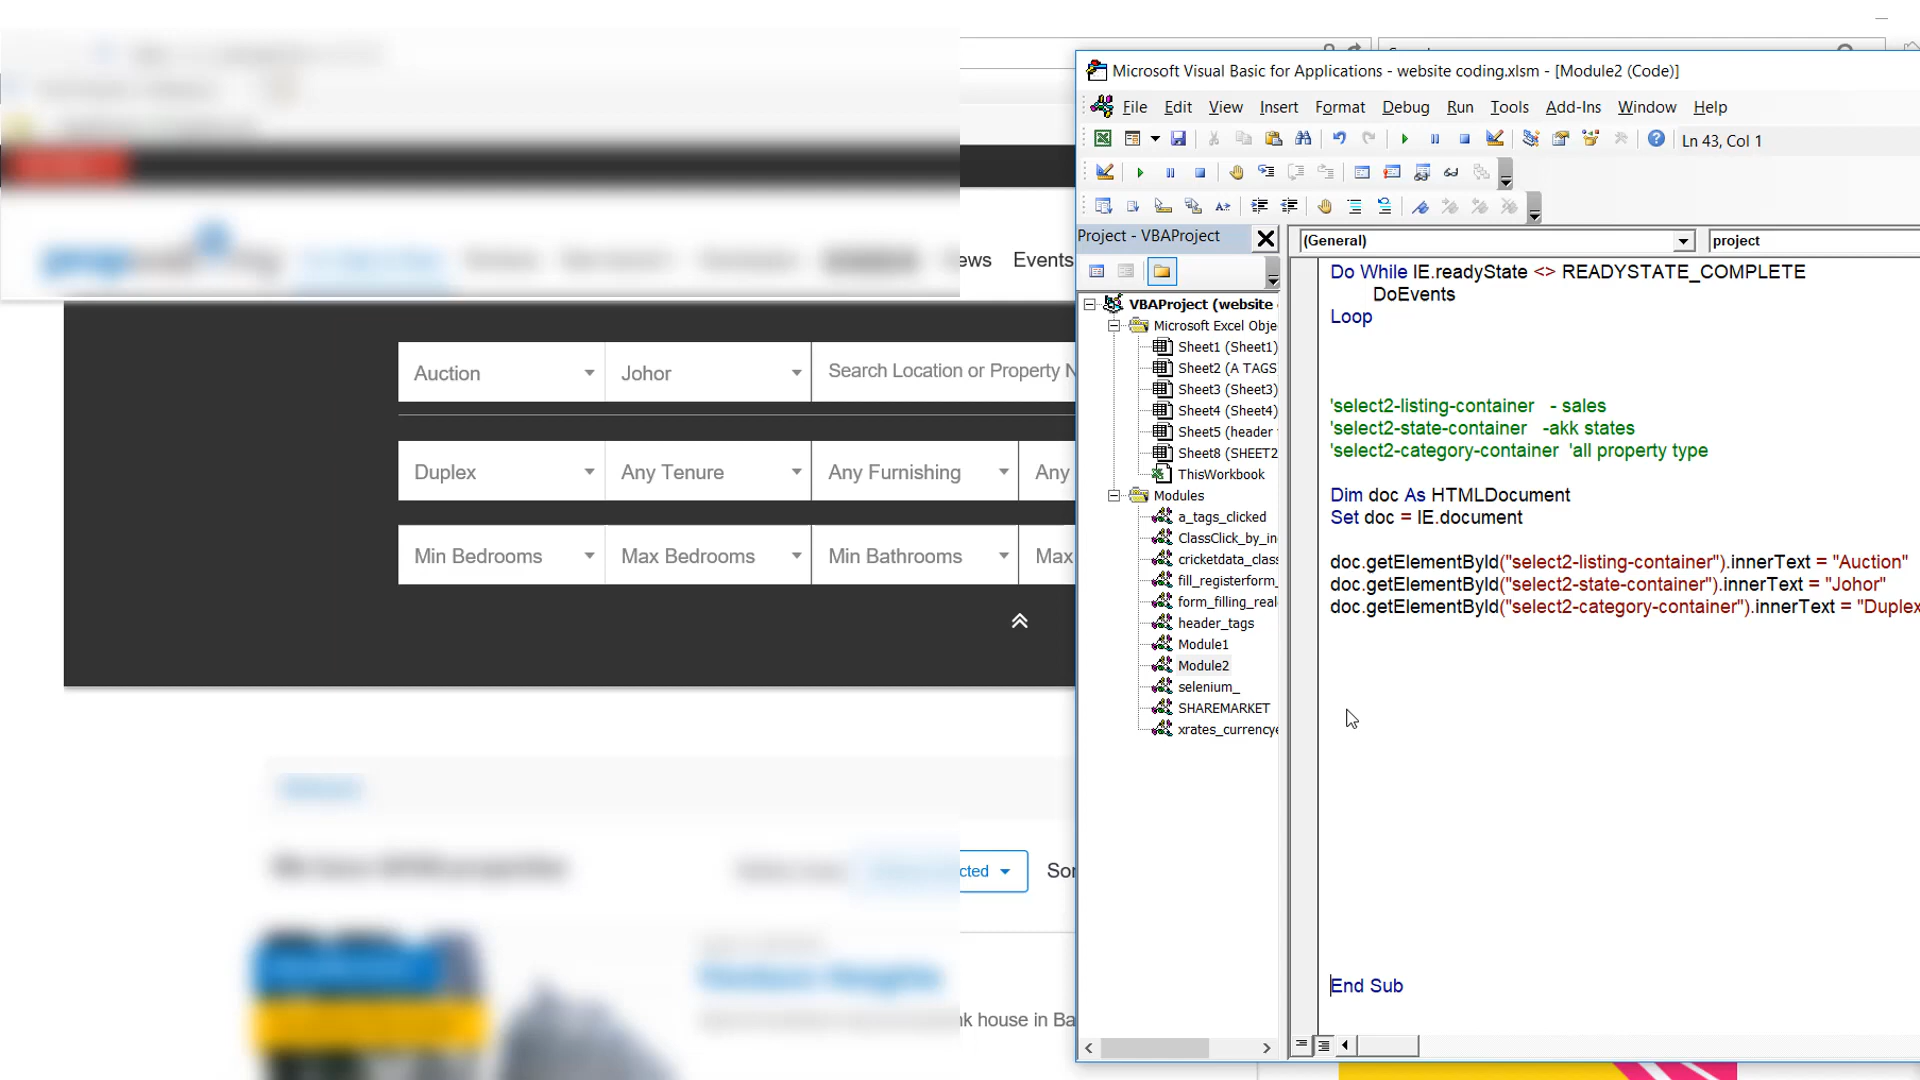 Microsoft Visual Basic for Applications - website coding.xlsm - [Module2 (Code)]
File Edit View Insert Format Debug Run Tools Add-Ins Window Help
Ln 43, Col 1
Project - VBAProject
(General)
project
VBAProject (website
Microsoft Excel Obje
Sheet1 (Sheet1)
Sheet2 (A TAGS
Sheet3 (Sheet3)
Sheet4 (Sheet4)
Sheet5 (header
Sheet8 (SHEET2
ThisWorkbook
Modules
a_tags_clicked
ClassClick_by_in
cricketdata_class
fill_registerform_
form_filling_real
header_tags
Module1
Module2
selenium_
SHAREMARKET
xrates_currencye
Do While IE.readyState <> READYSTATE_COMPLETE
DoEvents
Loop
'select2-listing-container - sales
'select2-state-container -akk states
'select2-category-container 'all property type
Dim doc As HTMLDocument
Set doc = IE.document
doc.getElementById("select2-listing-container").innerText = "Auction"
doc.getElementById("select2-state-container").innerText = "Johor"
doc.getElementById("select2-category-container").innerText = "Duplex
End Sub
ews Events
Auction Johor Search Location or Property N
Duplex Any Tenure Any Furnishing Any
Min Bedrooms Max Bedrooms Min Bathrooms Max
cted Sor
nk house in Ba